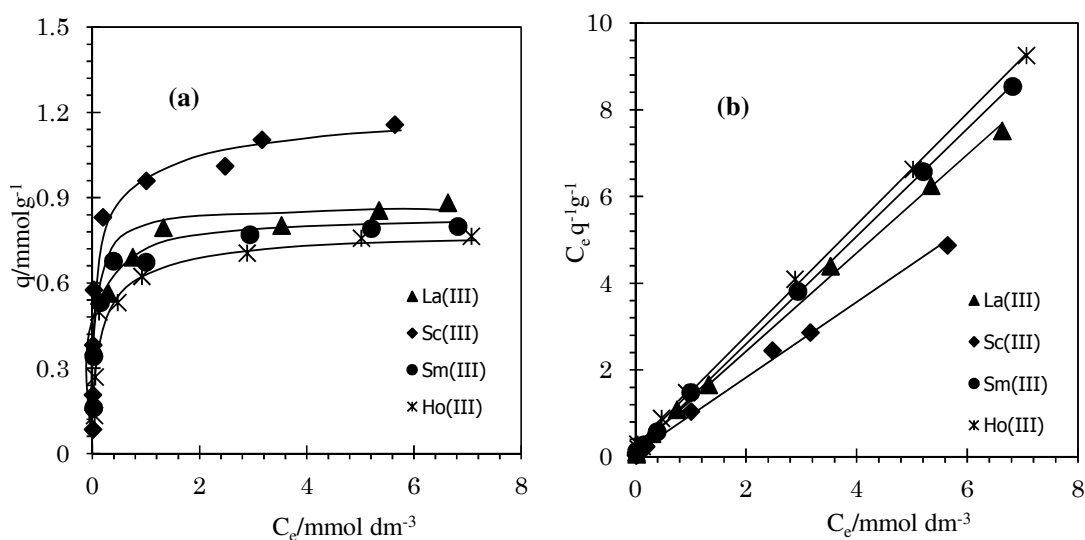 1.5
1.2
0.9
0.6
0.3
0
q/mmolg-1
(a)
La(III)
Sc(III)
Sm(III)
Ho(III)
0 2 4 6 8
Ce/mmol dm-3
10
8
6
4
2
0
Ce q-1g-1
(b)
La(III)
Sc(III)
Sm(III)
Ho(III)
0 2 4 6 8
Ce/mmol dm-3